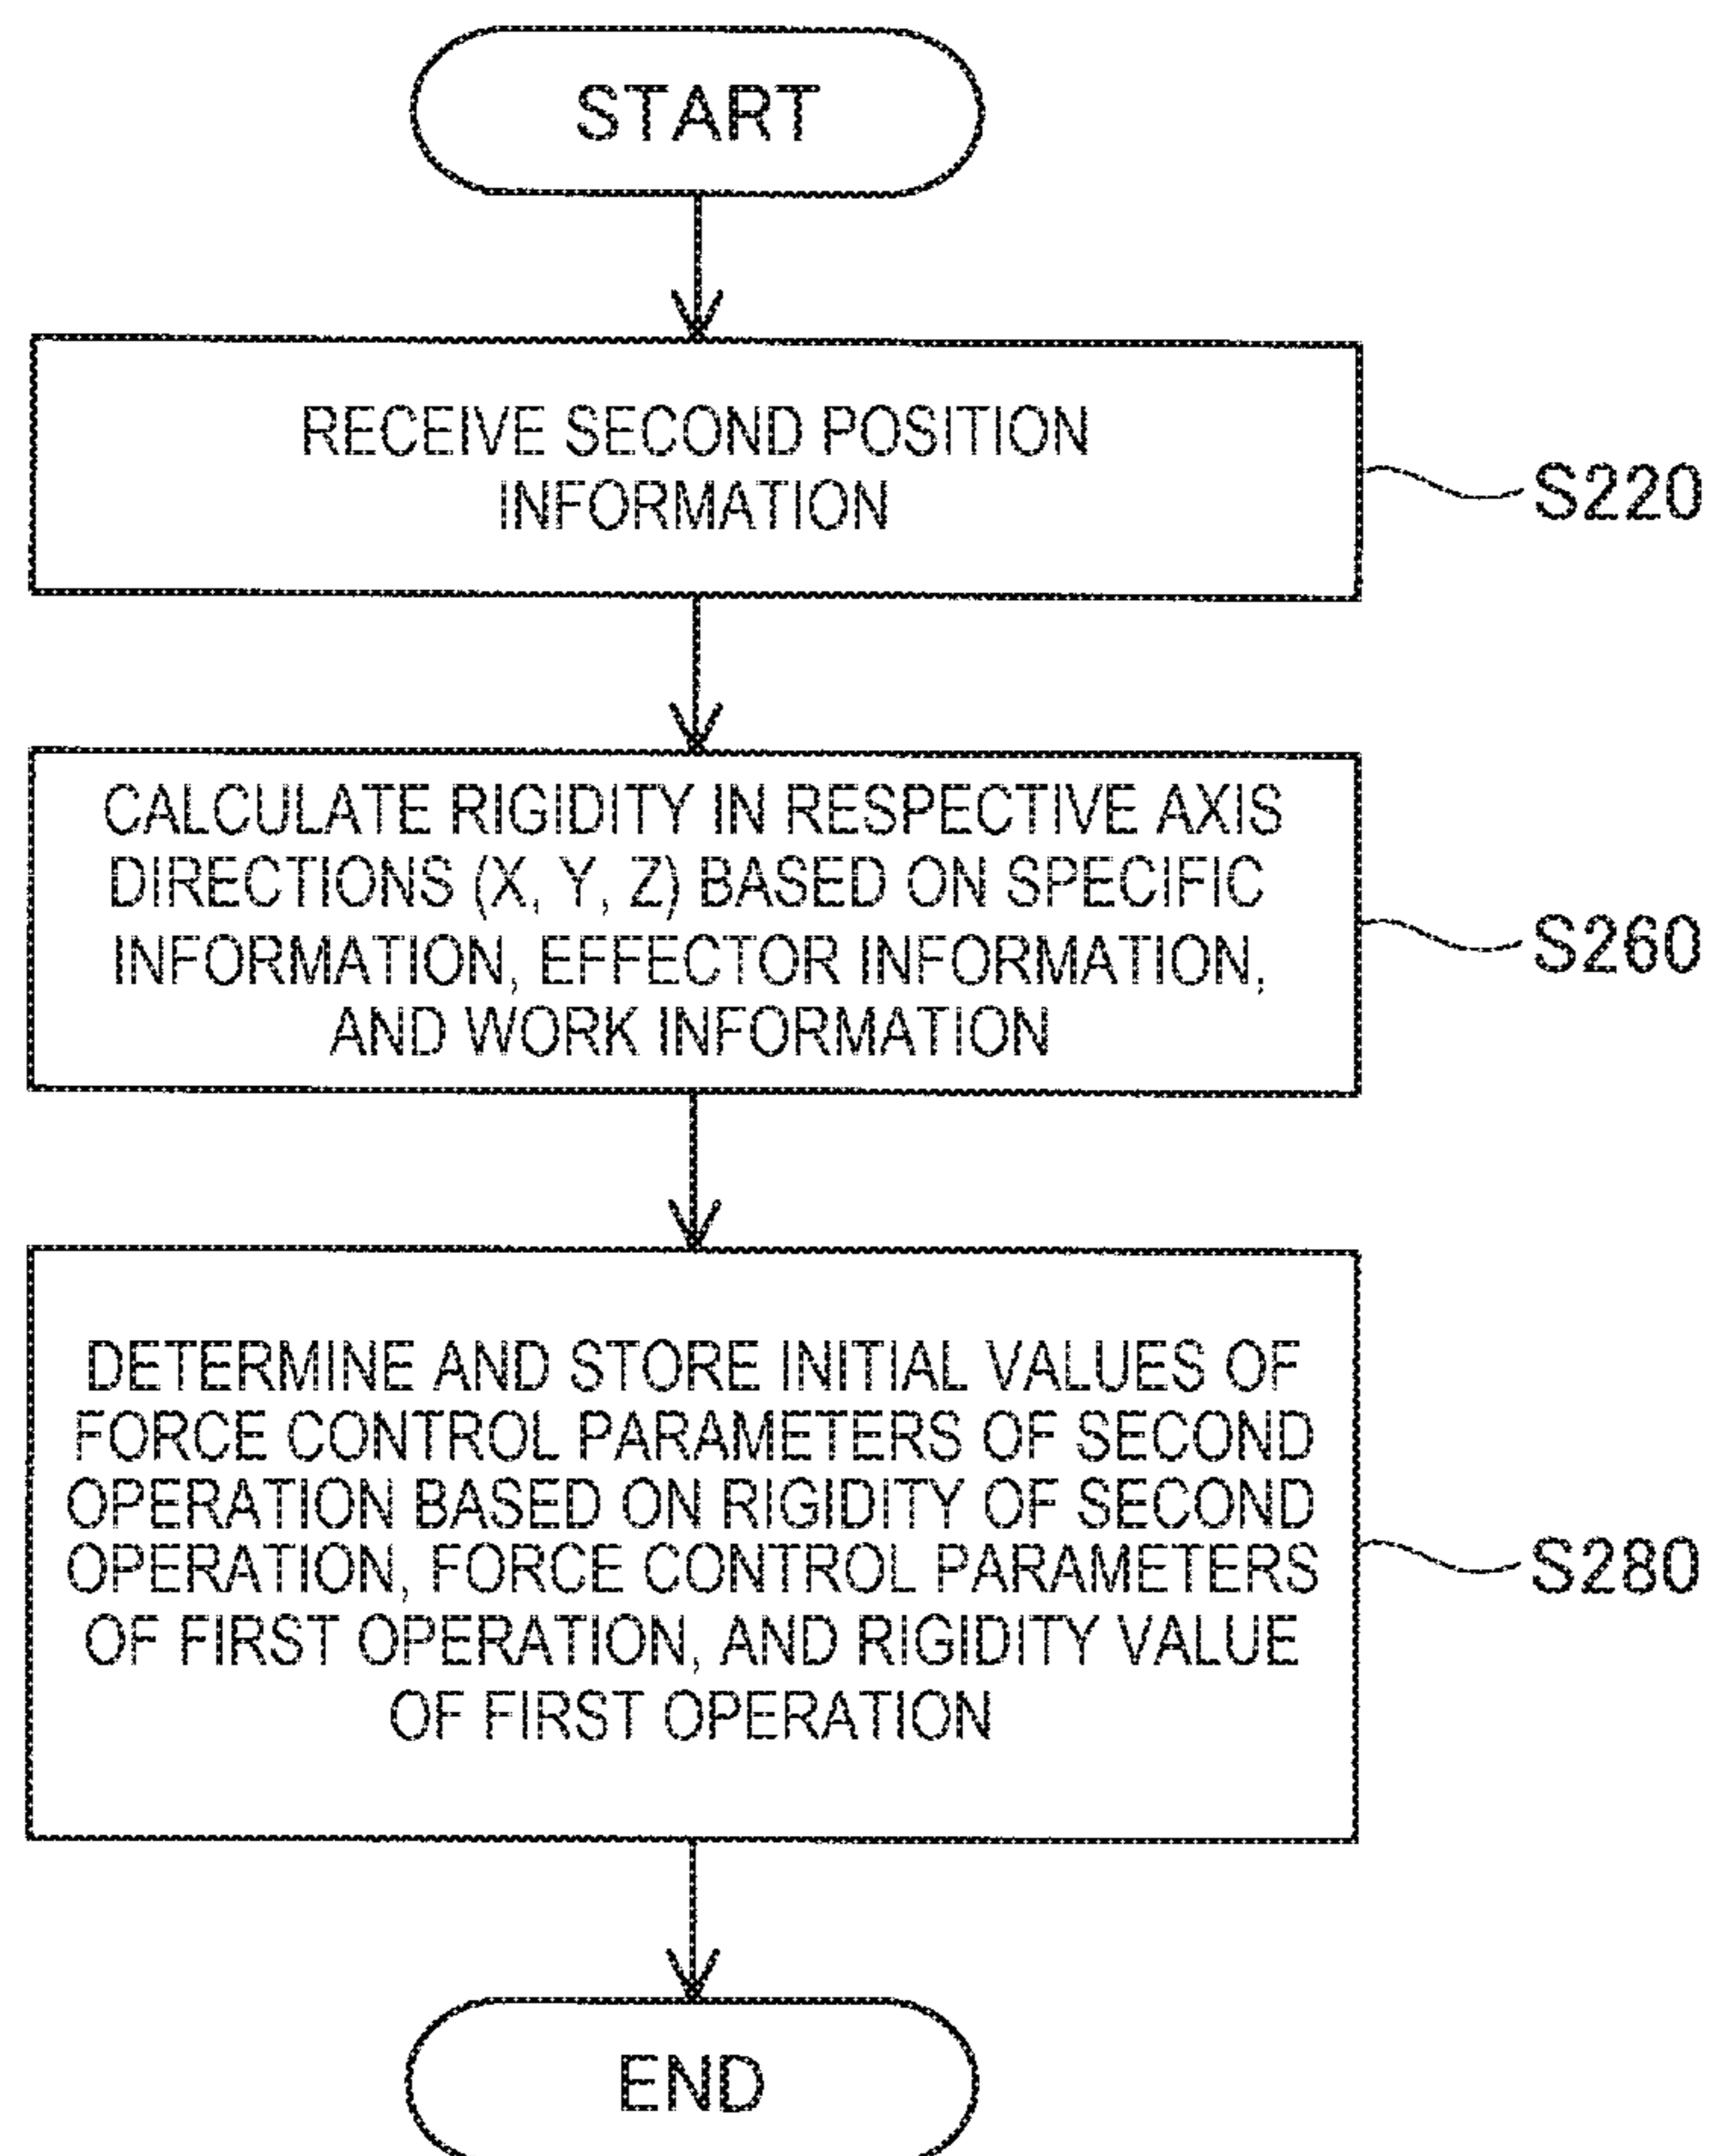 START
RECEIVE SECOND POSITION
INFORMATION
S220
CALCULATE RIGIDITY IN RESPECTIVE AXIS
DIRECTIONS (X, Y, Z) BASED ON SPECIFIC
INFORMATION, EFFECTOR INFORMATION,
AND WORK INFORMATION
S260
DETERMINE AND STORE INITIAL VALUES OF
FORCE CONTROL PARAMETERS OF SECOND
OPERATION BASED ON RIGIDITY OF SECOND
OPERATION, FORCE CONTROL PARAMETERS
OF FIRST OPERATION, AND RIGIDITY VALUE
OF FIRST OPERATION
S280
END